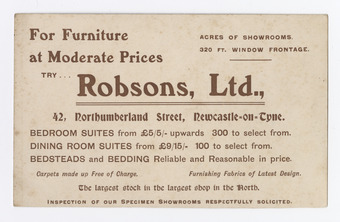 For Furniture
at Moderate Prices
ACRES OF SHOWROOMS.
320 FT. WINDOW FRONTAGE.
TRY...
Robsons, Ltd.,
42, Northumberland Street, Newcastle-on-Tyne.
BEDROOM SUITES from £5/5/- upwards 300 to select from.
DINING ROOM SUITES from £9/15/- 100 to select from.
BEDSTEADS and BEDDING Reliable and Reasonable in price.
Carpets made up Free of Charge. Furnishing Fabrics of Latest Design.
The largest stock in the largest shop in the North.
INSPECTION OF OUR SPECIMEN SHOWROOMS RESPECTFULLY SOLICITED.